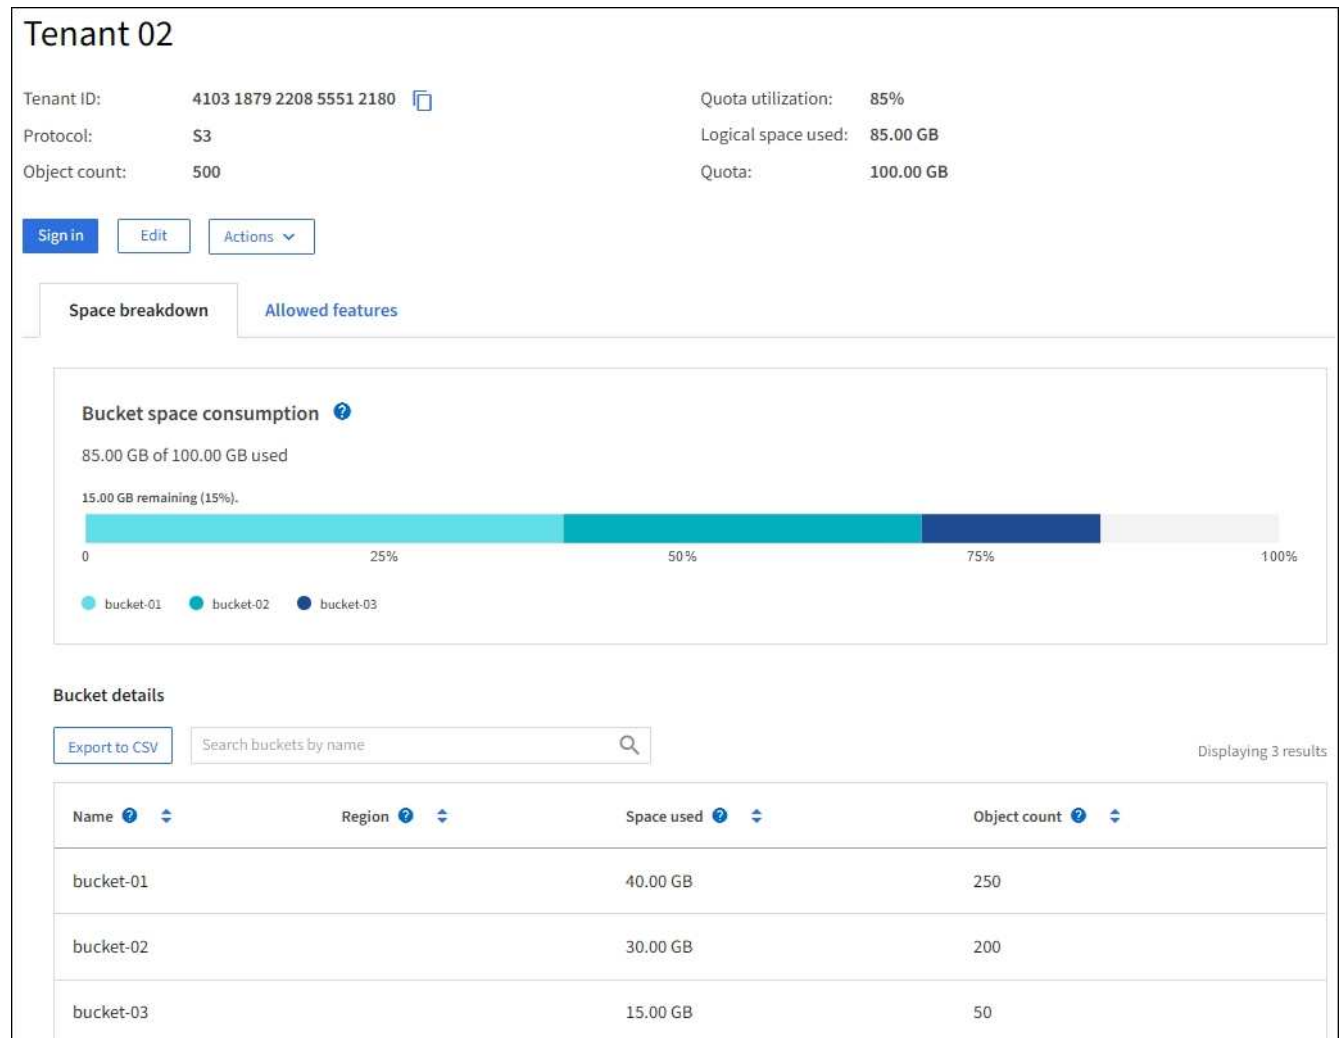 Tenant 02
Tenant ID: 4103 1879 2208 5551 2180
Quota utilization: 85%
Protocol: S3
Logical space used: 85.00 GB
Object count: 500
Quota: 100.00 GB
Sign in Edit Actions
Space breakdown Allowed features
Bucket space consumption ?
85.00 GB of 100.00 GB used
15.00 GB remaining (15%).
0 25% 50% 75% 100%
bucket-01 bucket-02 bucket-03
Bucket details
Export to CSV Search buckets by name Displaying 3 results
Name ? Region ? Space used ? Object count ?
bucket-01 40.00 GB 250
bucket-02 30.00 GB 200
bucket-03 15.00 GB 50